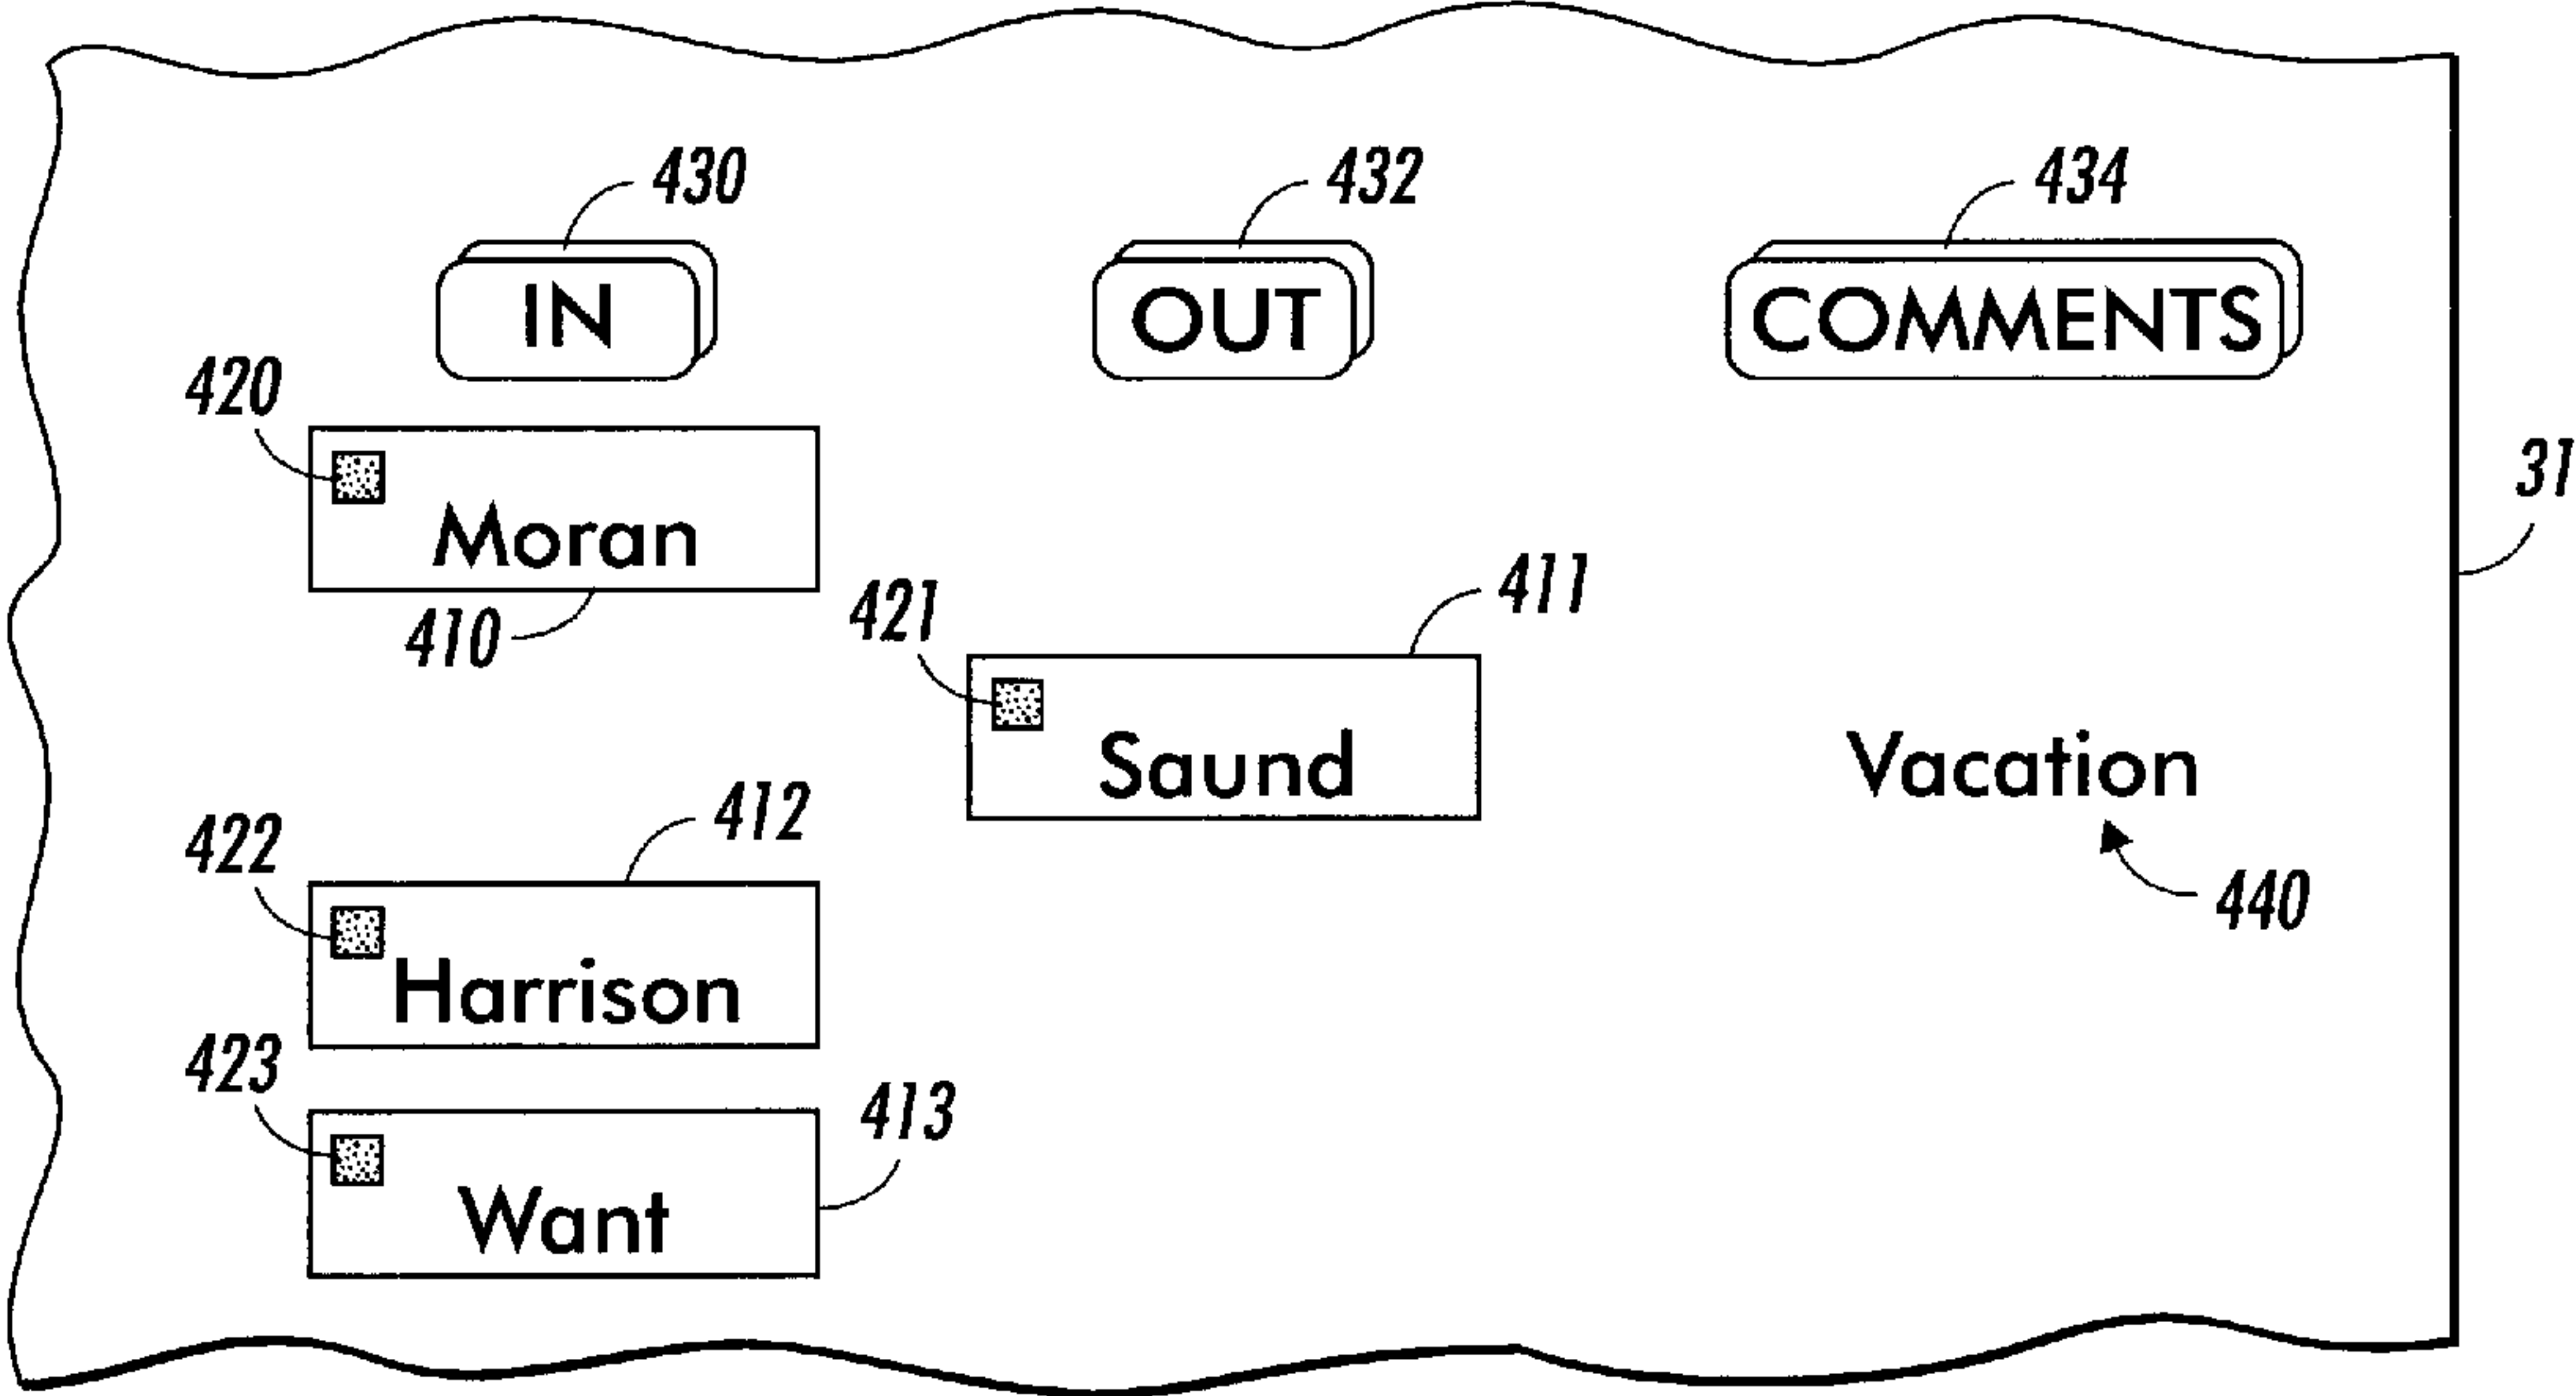 430 432 434
IN OUT COMMENTS
420
Moran
31
410
421 411
Saund Vacation
422 412
440
Harrison
423
413
Want